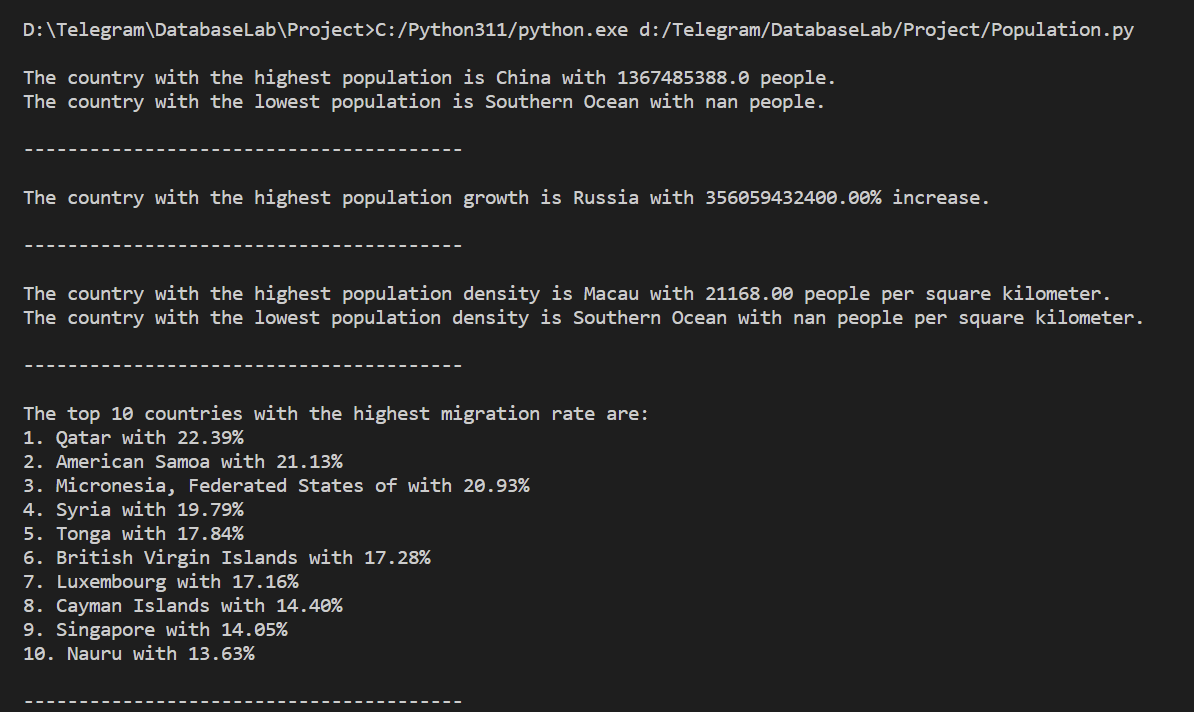 D:\Telegram\DatabaseLab\Project>C:/Python311/python.exe d:/Telegram/DatabaseLab/Project/Population.py
The country with the highest population is China with 1367485388.0 people.
The country with the lowest population is Southern Ocean with nan people.
----------------------------------------
The country with the highest population growth is Russia with 356059432400.00% increase.
----------------------------------------
The country with the highest population density is Macau with 21168.00 people per square kilometer.
The country with the lowest population density is Southern Ocean with nan people per square kilometer.
----------------------------------------
The top 10 countries with the highest migration rate are:
1. Qatar with 22.39%
2. American Samoa with 21.13%
3. Micronesia, Federated States of with 20.93%
4. Syria with 19.79%
5. Tonga with 17.84%
6. British Virgin Islands with 17.28%
7. Luxembourg with 17.16%
8. Cayman Islands with 14.40%
9. Singapore with 14.05%
10. Nauru with 13.63%
----------------------------------------